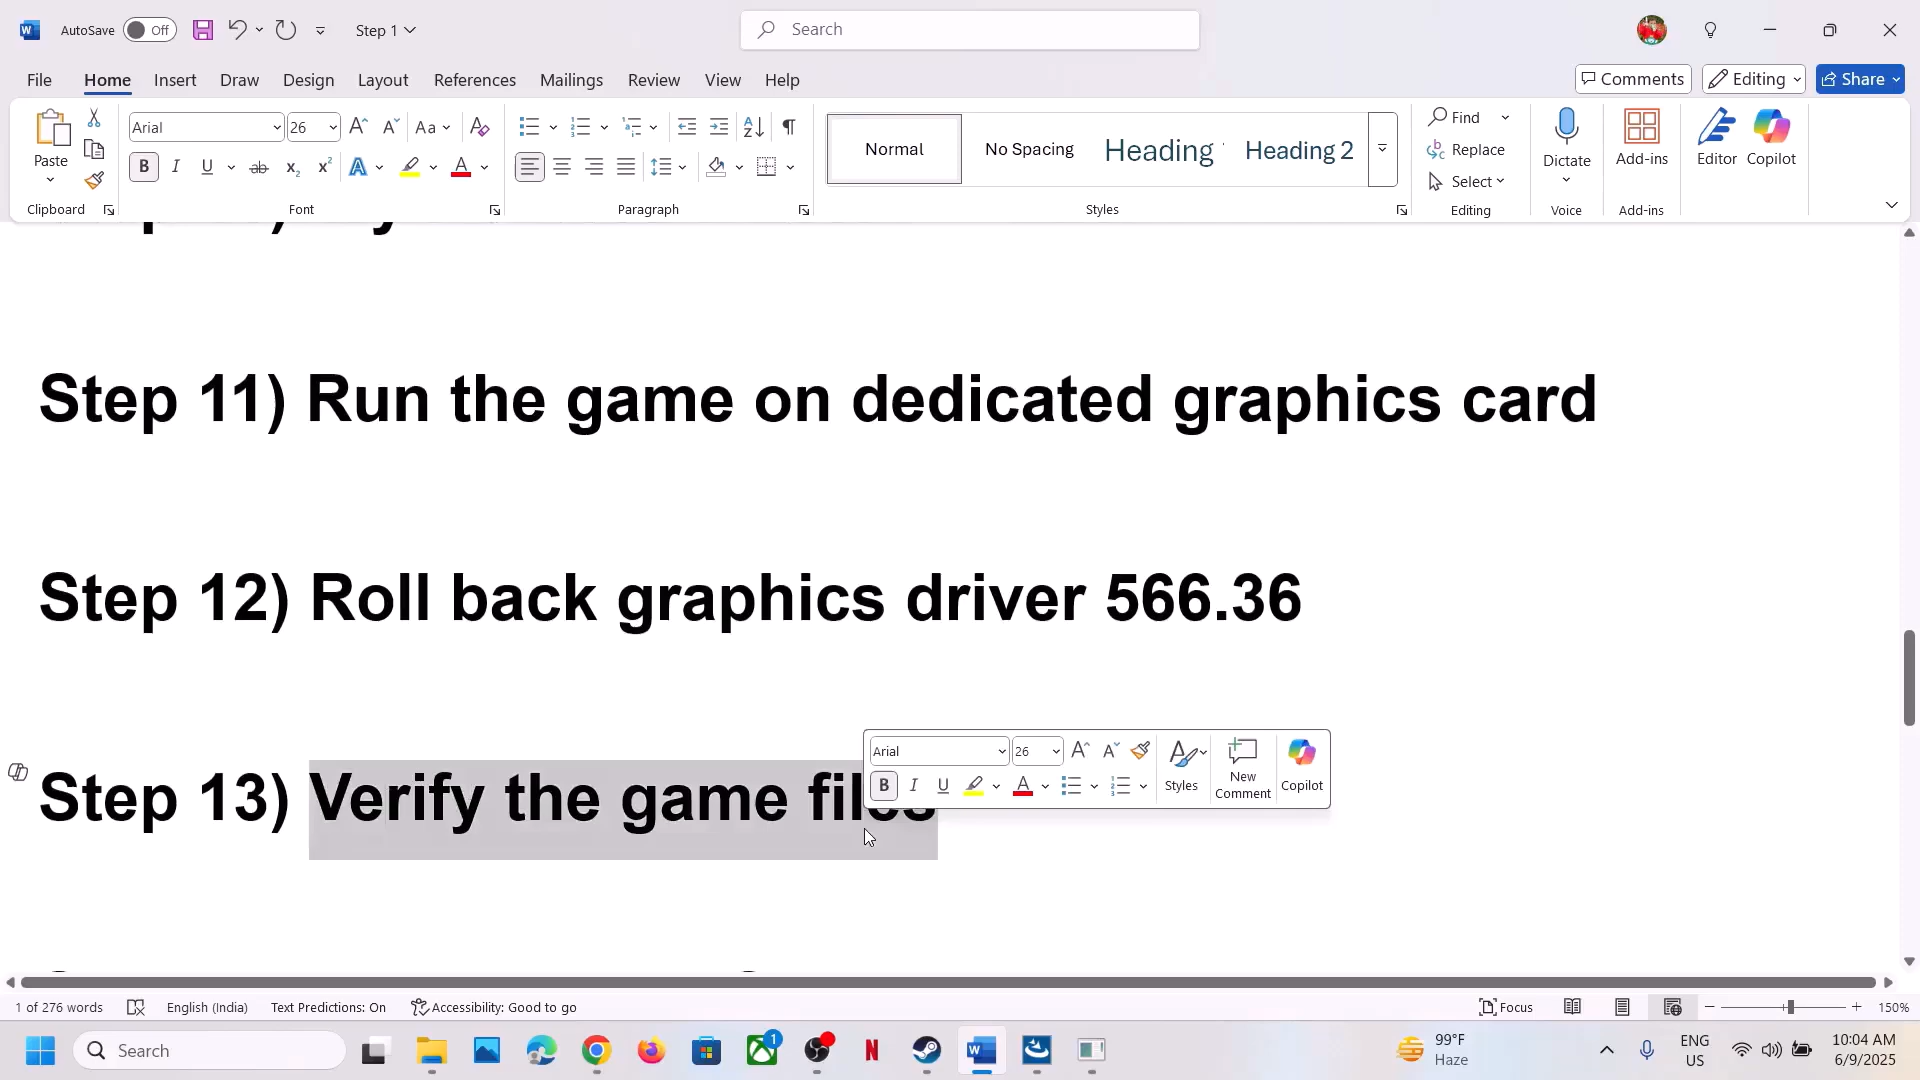 AutoSave Off Step 1 Search
File Home Insert Draw Design Layout References Mailings Review View Help Comments Editing Share
Arial 26 Aa
Paste
B I U ab x₂ x² A A
Normal No Spacing Heading Heading 2
Find
Replace
Select
Dictate Add-ins Editor Copilot
Clipboard Font Paragraph Styles Editing Voice Add-ins
Step 11) Run the game on dedicated graphics card
Step 12) Roll back graphics driver 566.36
Arial 26
B I U A Styles New Comment Copilot
Step 13) Verify the game files
1 of 276 words English (India) Text Predictions: On Accessibility: Good to go Focus 150%
Search 1 99°F Haze ENG US 10:04 AM 6/9/2025